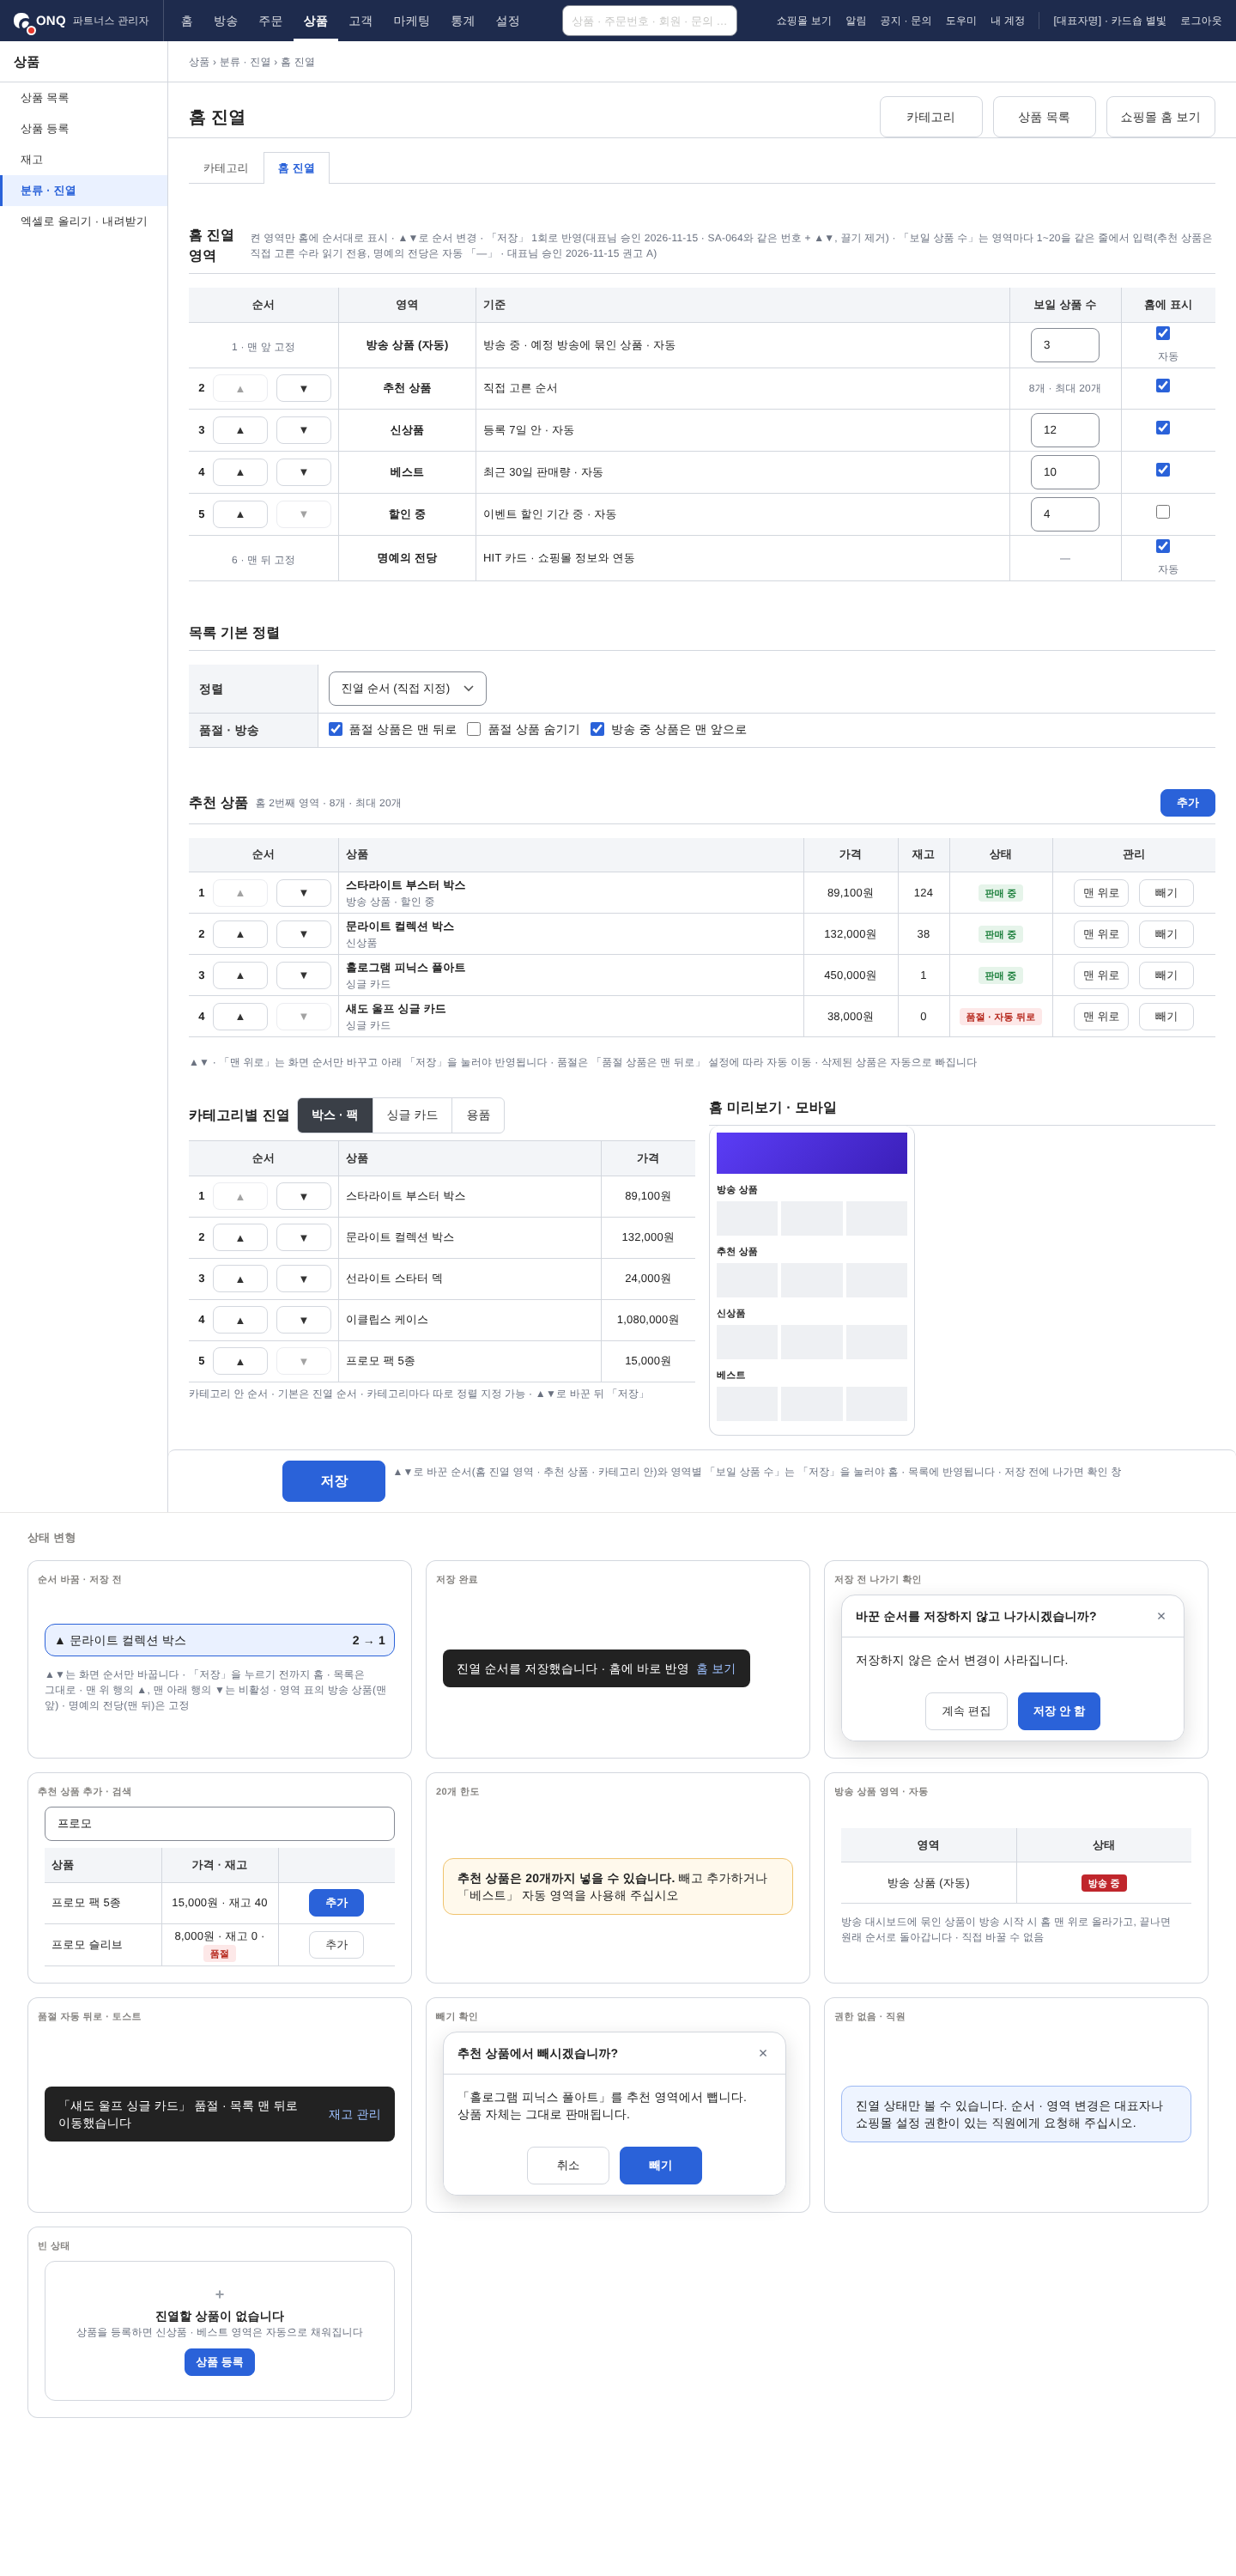 ONQ 파트너스 관리자 홈 방송 주문 상품 고객 마케팅 통계 설정 상품 · 주문번호 · 회원 · 문의 ... 쇼핑몰 보기 알림 공지 · 문의 도우미 내 계정 [대표자명] · 카드숍 별빛 로그아웃
상품
상품 목록
상품 등록
재고
분류 · 진열
엑셀로 올리기 · 내려받기
상품 › 분류 · 진열 › 홈 진열
홈 진열
카테고리 상품 목록 쇼핑몰 홈 보기
카테고리 홈 진열
홈 진열 영역
켠 영역만 홈에 순서대로 표시 · ▲▼로 순서 변경 · 「저장」 1회로 반영(대표님 승인 2026-11-15 · SA-064와 같은 번호 + ▲▼, 끌기 제거) · 「보일 상품 수」는 영역마다 1~20을 같은 줄에서 입력(추천 상품은
직접 고른 수라 읽기 전용, 명예의 전당은 자동 「—」 · 대표님 승인 2026-11-15 권고 A)
순서 영역 기준 보일 상품 수 홈에 표시
1 · 맨 앞 고정 방송 상품 (자동) 방송 중 · 예정 방송에 묶인 상품 · 자동 3 자동
2 ▲ ▼ 추천 상품 직접 고른 순서 8개 · 최대 20개
3 ▲ ▼ 신상품 등록 7일 안 · 자동 12
4 ▲ ▼ 베스트 최근 30일 판매량 · 자동 10
5 ▲ ▼ 할인 중 이벤트 할인 기간 중 · 자동 4
6 · 맨 뒤 고정 명예의 전당 HIT 카드 · 쇼핑몰 정보와 연동 — 자동
목록 기본 정렬
정렬 진열 순서 (직접 지정)
품절 · 방송 품절 상품은 맨 뒤로 품절 상품 숨기기 방송 중 상품은 맨 앞으로
추천 상품 홈 2번째 영역 · 8개 · 최대 20개 추가
순서 상품 가격 재고 상태 관리
1 ▲ ▼ 스타라이트 부스터 박스 89,100원 124 판매 중 맨 위로 빼기
방송 상품 · 할인 중
2 ▲ ▼ 문라이트 컬렉션 박스 132,000원 38 판매 중 맨 위로 빼기
신상품
3 ▲ ▼ 홀로그램 피닉스 풀아트 450,000원 1 판매 중 맨 위로 빼기
싱글 카드
4 ▲ ▼ 섀도 울프 싱글 카드 38,000원 0 품절 · 자동 뒤로 맨 위로 빼기
싱글 카드
▲▼ · 「맨 위로」는 화면 순서만 바꾸고 아래 「저장」을 눌러야 반영됩니다 · 품절은 「품절 상품은 맨 뒤로」 설정에 따라 자동 이동 · 삭제된 상품은 자동으로 빠집니다
카테고리별 진열 박스 · 팩 싱글 카드 용품
순서 상품 가격
1 ▲ ▼ 스타라이트 부스터 박스 89,100원
2 ▲ ▼ 문라이트 컬렉션 박스 132,000원
3 ▲ ▼ 선라이트 스타터 덱 24,000원
4 ▲ ▼ 이클립스 케이스 1,080,000원
5 ▲ ▼ 프로모 팩 5종 15,000원
카테고리 안 순서 · 기본은 진열 순서 · 카테고리마다 따로 정렬 지정 가능 · ▲▼로 바꾼 뒤 「저장」
홈 미리보기 · 모바일
방송 상품
추천 상품
신상품
베스트
저장 ▲▼로 바꾼 순서(홈 진열 영역 · 추천 상품 · 카테고리 안)와 영역별 「보일 상품 수」는 「저장」을 눌러야 홈 · 목록에 반영됩니다 · 저장 전에 나가면 확인 창
상태 변형
순서 바꿈 · 저장 전
▲ 문라이트 컬렉션 박스 2 → 1
▲▼는 화면 순서만 바꿉니다 · 「저장」을 누르기 전까지 홈 · 목록은
그대로 · 맨 위 행의 ▲, 맨 아래 행의 ▼는 비활성 · 영역 표의 방송 상품(맨
앞) · 명예의 전당(맨 뒤)은 고정
저장 완료
진열 순서를 저장했습니다 · 홈에 바로 반영 홈 보기
저장 전 나가기 확인
바꾼 순서를 저장하지 않고 나가시겠습니까? ×
저장하지 않은 순서 변경이 사라집니다.
계속 편집 저장 안 함
추천 상품 추가 · 검색
프로모
상품 가격 · 재고
프로모 팩 5종 15,000원 · 재고 40 추가
프로모 슬리브 8,000원 · 재고 0 · 품절 추가
20개 한도
추천 상품은 20개까지 넣을 수 있습니다. 빼고 추가하거나
「베스트」 자동 영역을 사용해 주십시오
방송 상품 영역 · 자동
영역 상태
방송 상품 (자동) 방송 중
방송 대시보드에 묶인 상품이 방송 시작 시 홈 맨 위로 올라가고, 끝나면
원래 순서로 돌아갑니다 · 직접 바꿀 수 없음
품절 자동 뒤로 · 토스트
「섀도 울프 싱글 카드」 품절 · 목록 맨 뒤로
이동했습니다
재고 관리
빼기 확인
추천 상품에서 빼시겠습니까? ×
「홀로그램 피닉스 풀아트」를 추천 영역에서 뺍니다.
상품 자체는 그대로 판매됩니다.
취소 빼기
권한 없음 · 직원
진열 상태만 볼 수 있습니다. 순서 · 영역 변경은 대표자나
쇼핑몰 설정 권한이 있는 직원에게 요청해 주십시오.
빈 상태
+
진열할 상품이 없습니다
상품을 등록하면 신상품 · 베스트 영역은 자동으로 채워집니다
상품 등록